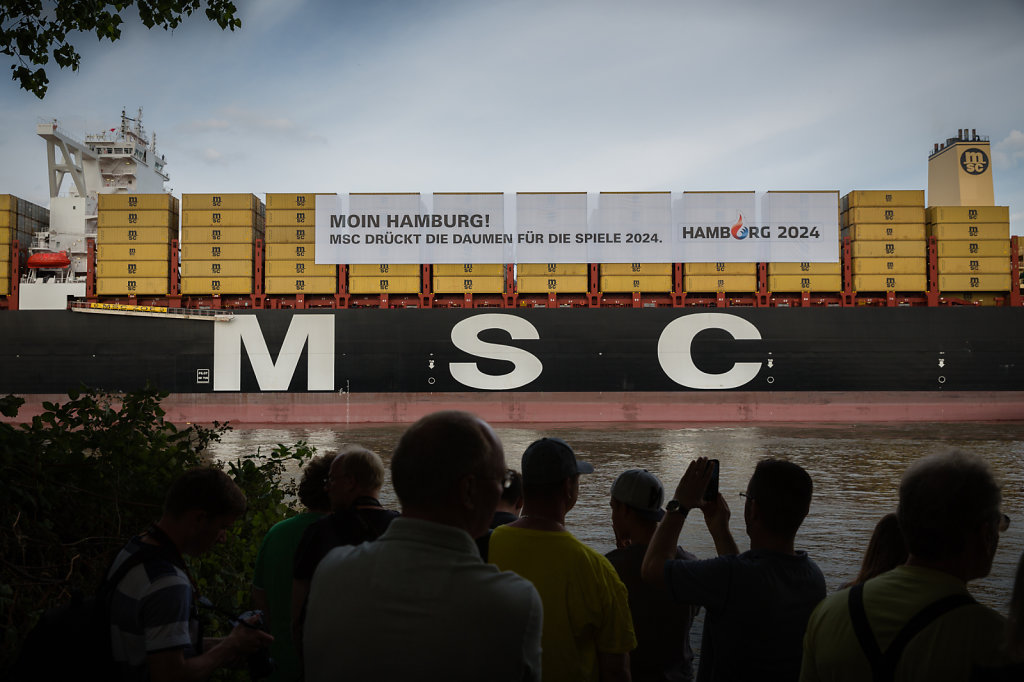 MOIN HAMBURG!
MSC DRÜCKT DIE DAUMEN FÜR DIE SPIELE 2024.
HAMBURG 2024
msc
MSC